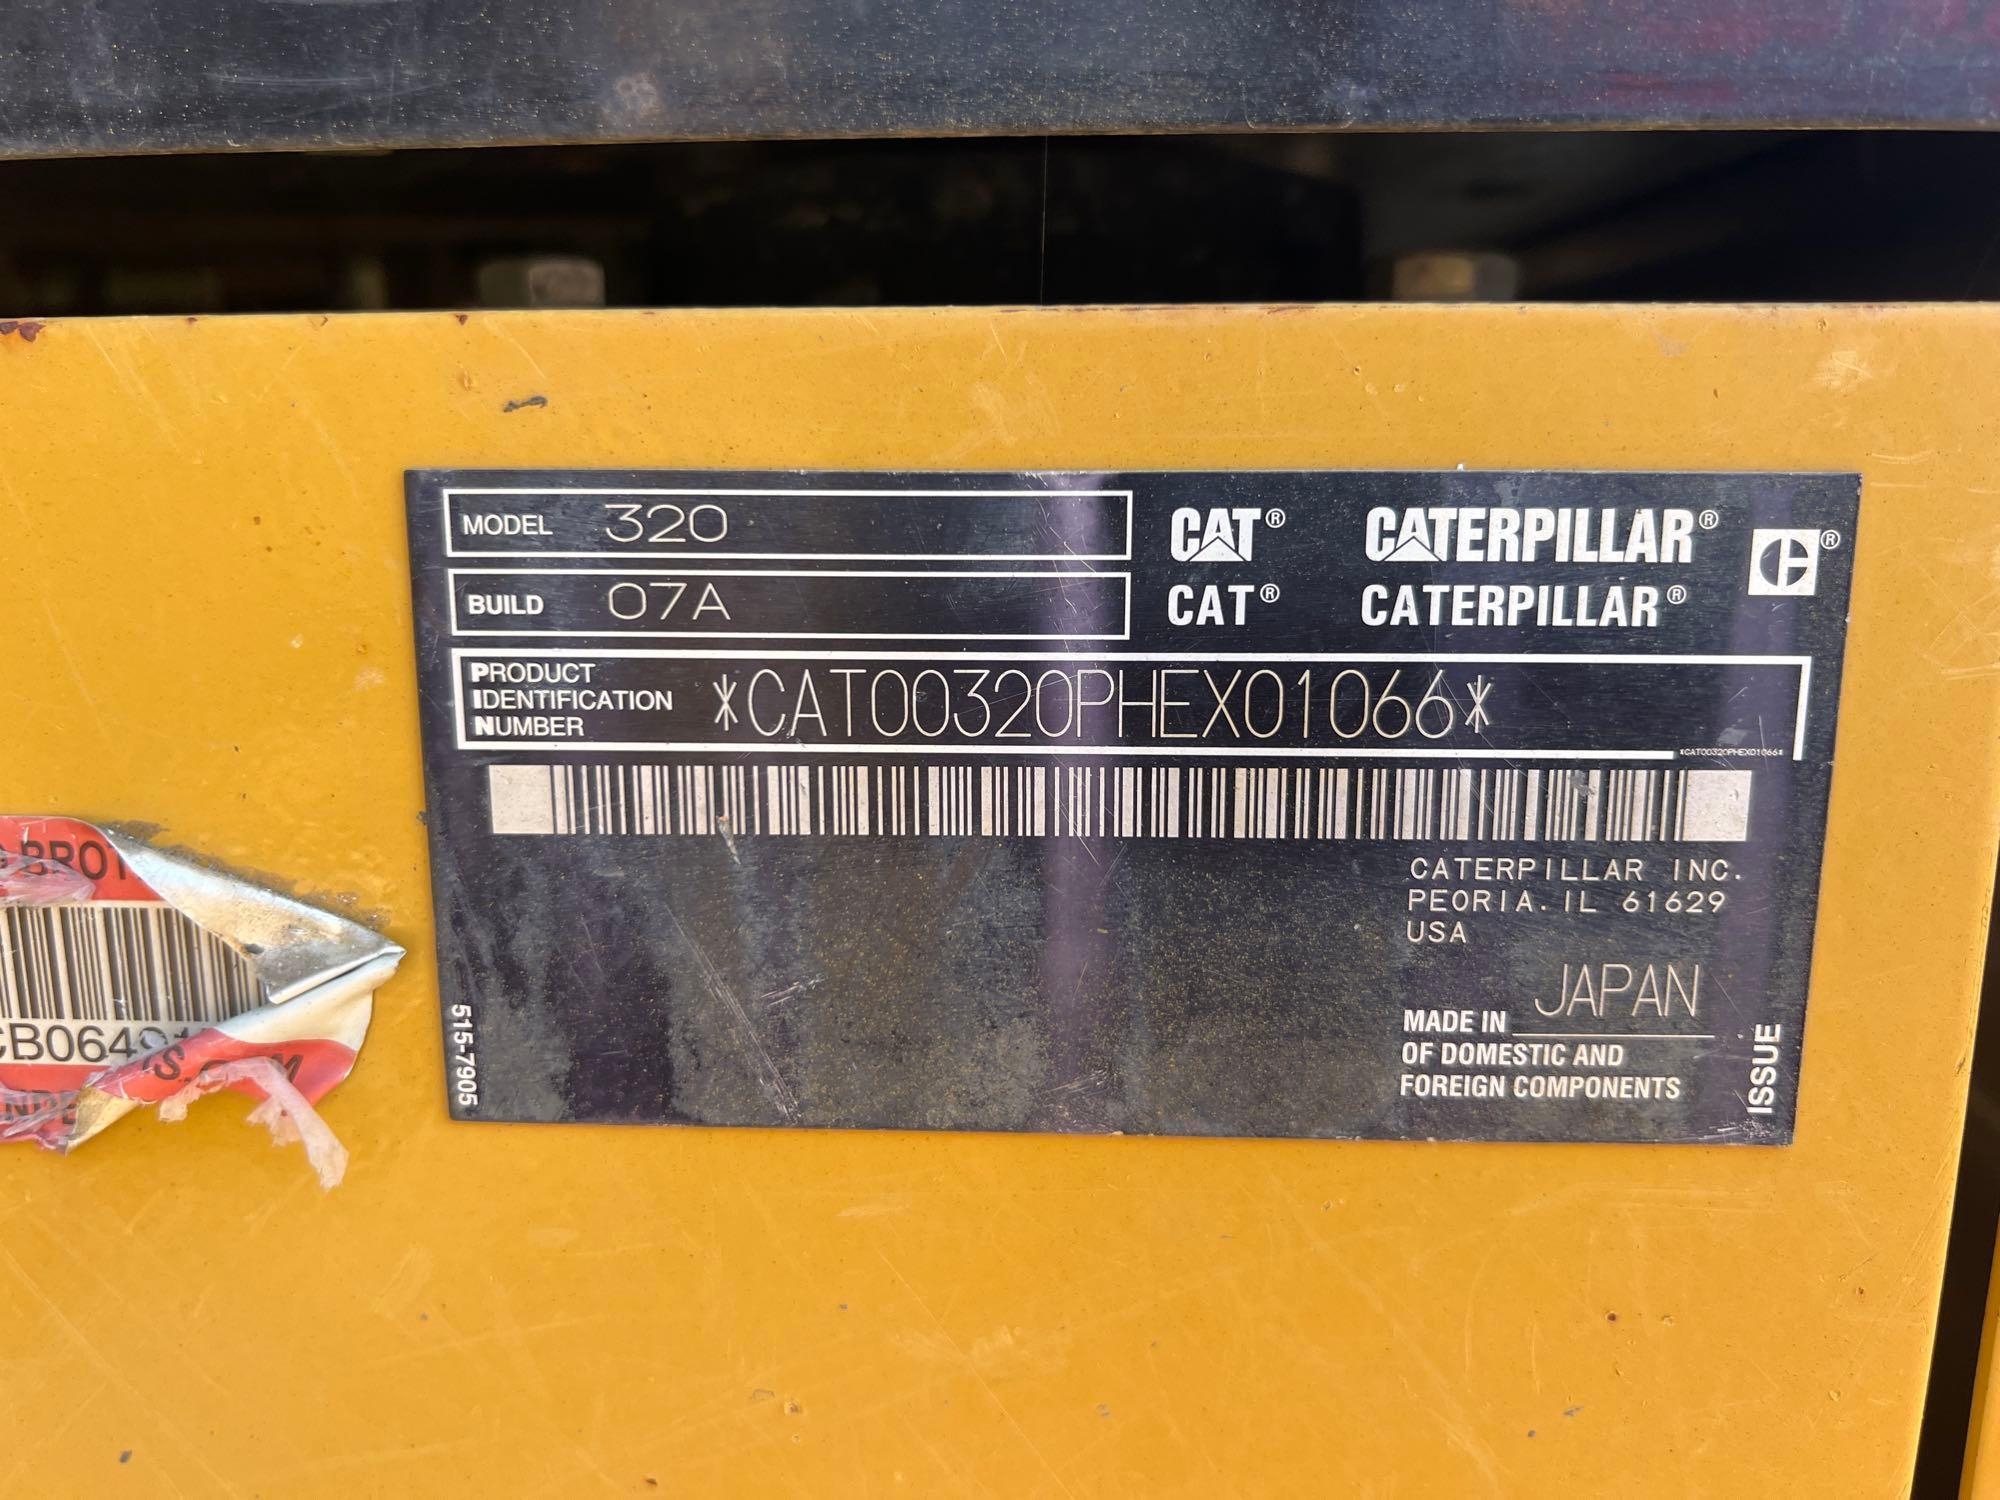 MODEL 320
BUILD 07A
CAT® CATERPILLAR® ®
CAT® CATERPILLAR®
PRODUCT
IDENTIFICATION
NUMBER
*CAT00320PHEX01066*
*CAT00320PHEX01066*
CATERPILLAR INC.
PEORIA. IL 61629
USA
MADE IN JAPAN
OF DOMESTIC AND
FOREIGN COMPONENTS
515-7905
ISSUE